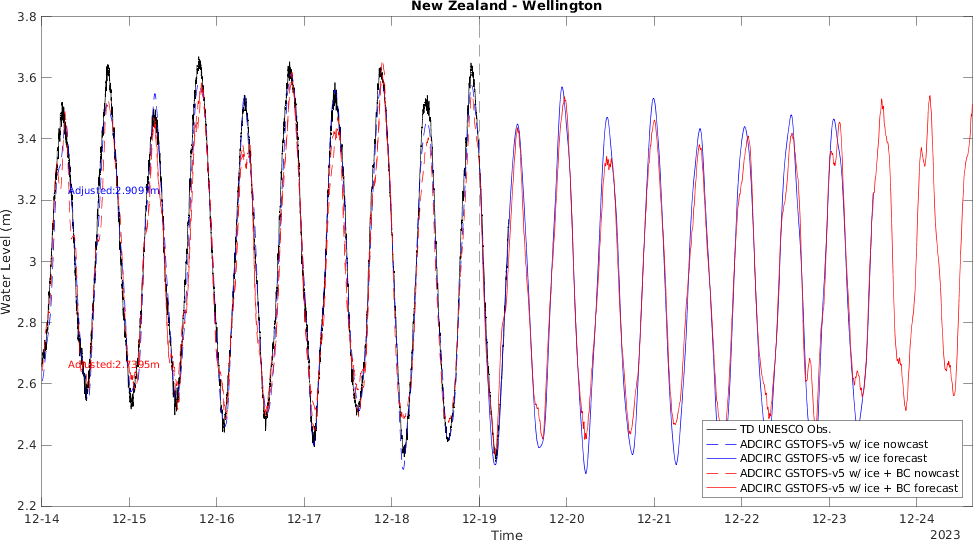 New Zealand - Wellington
3.8
3.6
3.4
3.2
3
2.8
2.6
2.4
2.2
Water Level (m)
Adjusted:2.9097m
12-14
12-15
12-16
12-17
12-18
12-19
12-20
12-21
12-22
12-23
12-24
Time
2023
TD UNESCO Obs.
ADCIRC GSTOFS-v5 w/ ice nowcast
ADCIRC GSTOFS-v5 w/ ice forecast
ADCIRC GSTOFS-v5 w/ ice + BC nowcast
ADCIRC GSTOFS-v5 w/ ice + BC forecast